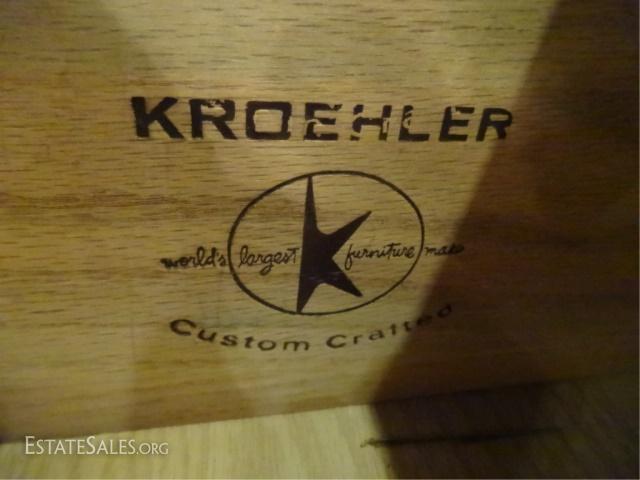 KROEHLER
K
world's largest furniture
Custom Crafted
EstateSales.org